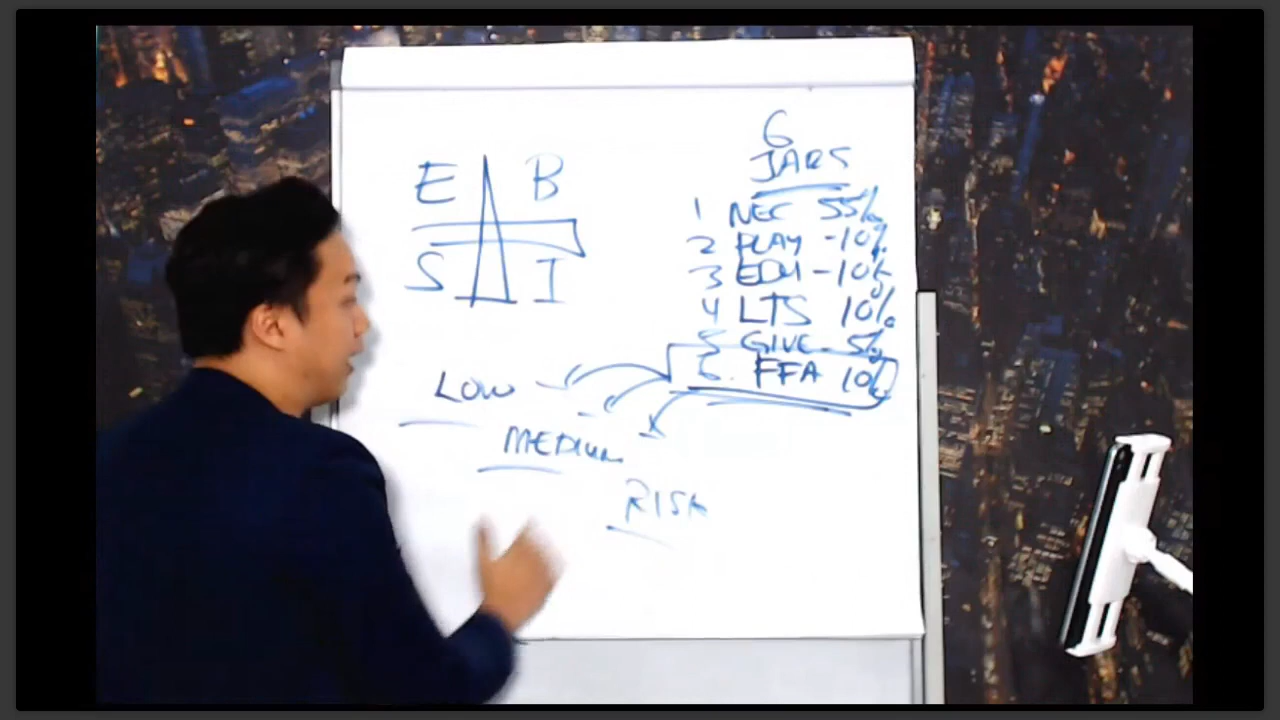 E B
S I
6
JARS
1 NEC 55%
2 PLAY -10%
3 EDU - 10%
4 LTS 10%
5 GIVE - 5%
6. FFA 10%
LOW
MEDIUM
RISK